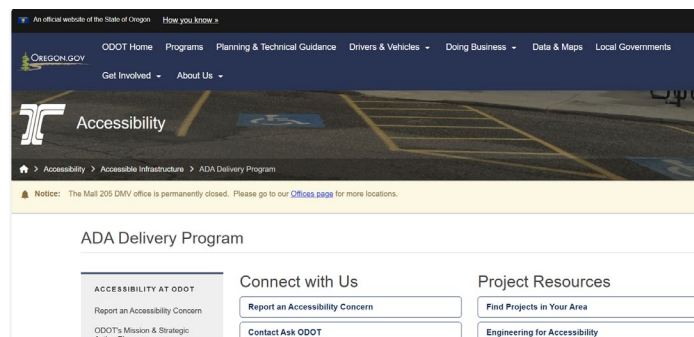 An official website of the State of Oregon How you know »
OREGON.GOV
ODOT Home Programs Planning & Technical Guidance Drivers & Vehicles Doing Business Data & Maps Local Governments
Get Involved About Us
Accessibility
> Accessibility > Accessible Infrastructure > ADA Delivery Program
Notice: The Mall 205 DMV office is permanently closed. Please go to our Offices page for more locations.
ADA Delivery Program
ACCESSIBILITY AT ODOT
Report an Accessibility Concern
ODOT's Mission & Strategic
Connect with Us
Report an Accessibility Concern
Contact Ask ODOT
Project Resources
Find Projects in Your Area
Engineering for Accessibility